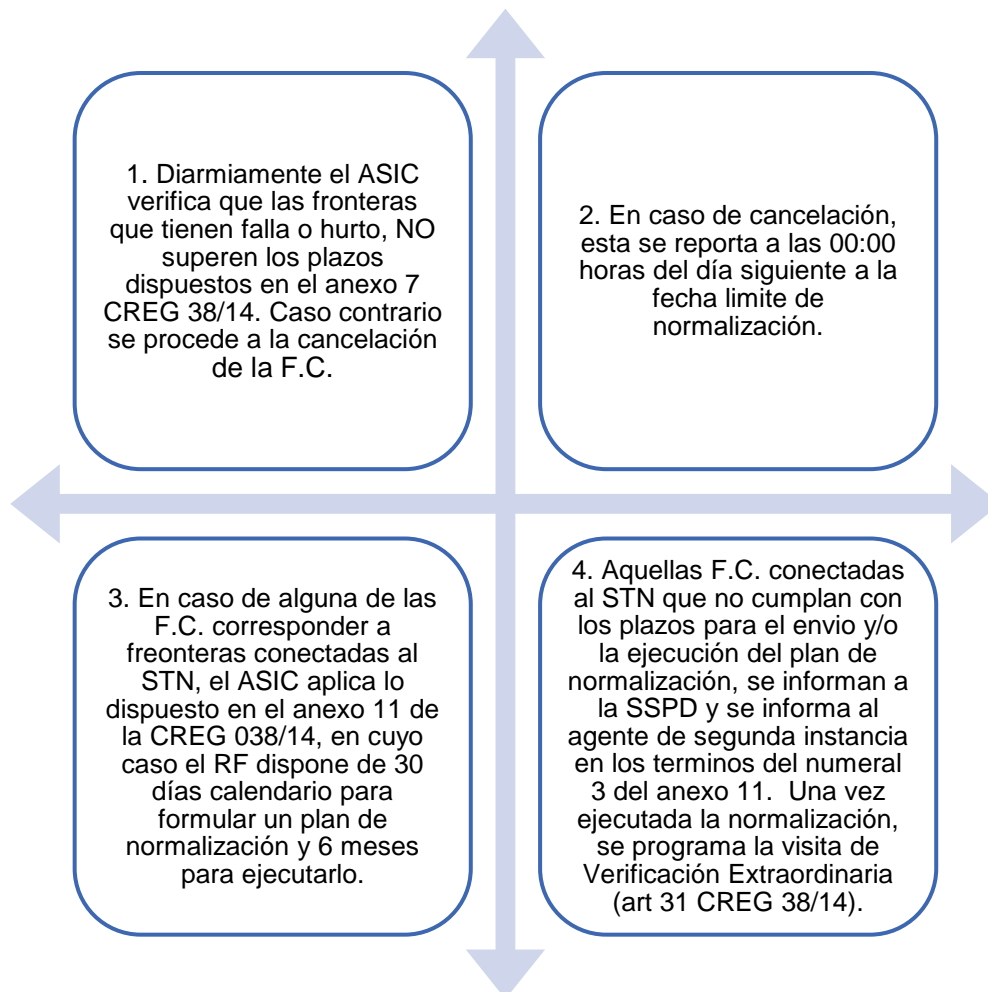 1. Diarmiamente el ASIC
verifica que las fronteras
que tienen falla o hurto, NO
superen los plazos
dispuestos en el anexo 7
CREG 38/14. Caso contrario
se procede a la cancelación
de la F.C.
2. En caso de cancelación,
esta se reporta a las 00:00
horas del día siguiente a la
fecha limite de
normalización.
3. En caso de alguna de las
F.C. corresponder a
freonteras conectadas al
STN, el ASIC aplica lo
dispuesto en el anexo 11 de
la CREG 038/14, en cuyo
caso el RF dispone de 30
días calendario para
formular un plan de
normalización y 6 meses
para ejecutarlo.
4. Aquellas F.C. conectadas
al STN que no cumplan con
los plazos para el envio y/o
la ejecución del plan de
normalización, se informan a
la SSPD y se informa al
agente de segunda instancia
en los terminos del numeral
3 del anexo 11. Una vez
ejecutada la normalización,
se programa la visita de
Verificación Extraordinaria
(art 31 CREG 38/14).